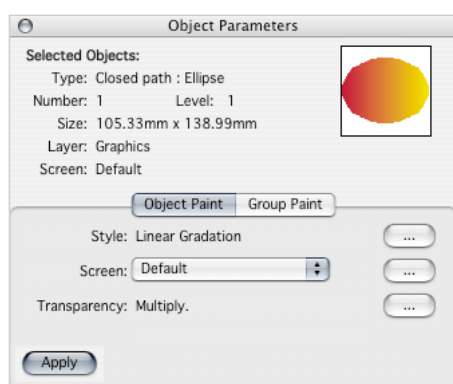 Object Parameters
Selected Objects:
Type: Closed path : Ellipse
Number: 1 Level: 1
Size: 105.33mm x 138.99mm
Layer: Graphics
Screen: Default
Object Paint Group Paint
Style: Linear Gradation ...
Screen: Default ...
Transparency: Multiply. ...
Apply